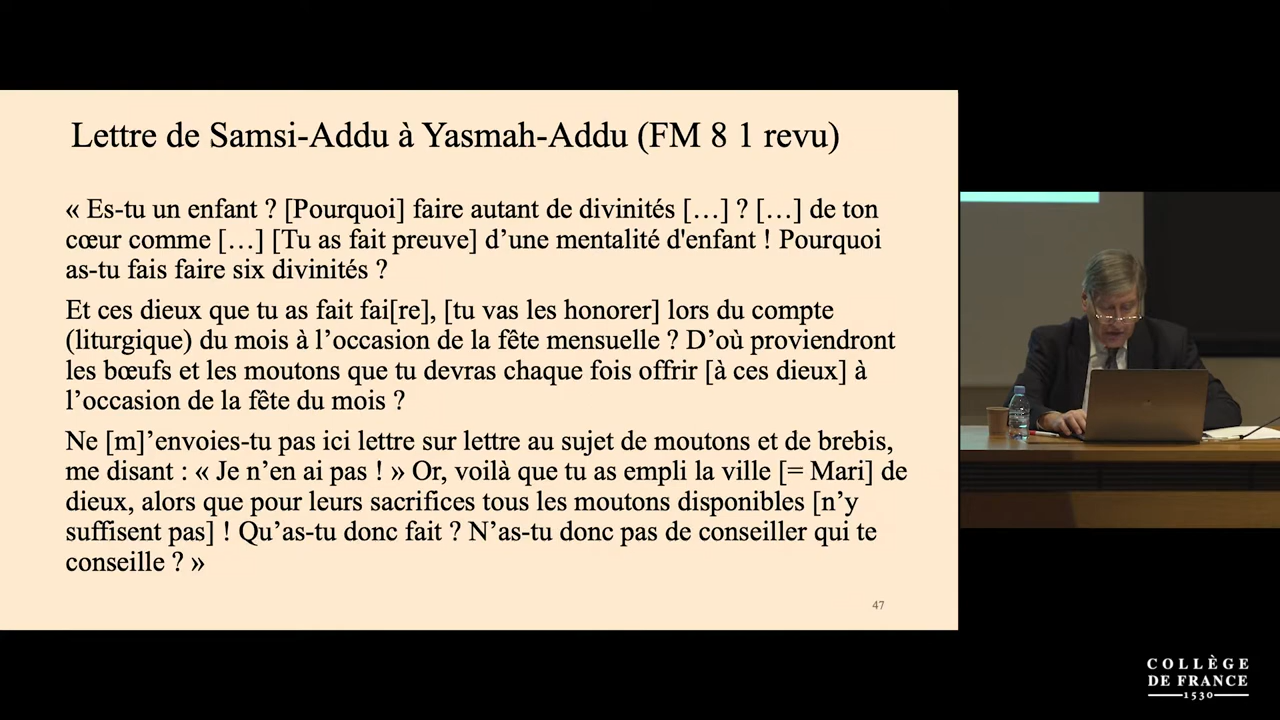 Lettre de Samsi-Addu à Yasmah-Addu (FM 8 1 revu)
« Es-tu un enfant ? [Pourquoi] faire autant de divinités […] ? […] de ton
cœur comme […] [Tu as fait preuve] d’une mentalité d'enfant ! Pourquoi
as-tu fais faire six divinités ?
Et ces dieux que tu as fait fai[re], [tu vas les honorer] lors du compte
(liturgique) du mois à l’occasion de la fête mensuelle ? D’où proviendront
les bœufs et les moutons que tu devras chaque fois offrir [à ces dieux] à
l’occasion de la fête du mois ?
Ne [m]’envoies-tu pas ici lettre sur lettre au sujet de moutons et de brebis,
me disant : « Je n’en ai pas ! » Or, voilà que tu as empli la ville [= Mari] de
dieux, alors que pour leurs sacrifices tous les moutons disponibles [n’y
suffisent pas] ! Qu’as-tu donc fait ? N’as-tu donc pas de conseiller qui te
conseille ? »
47
COLLÈGE
DE FRANCE
1530